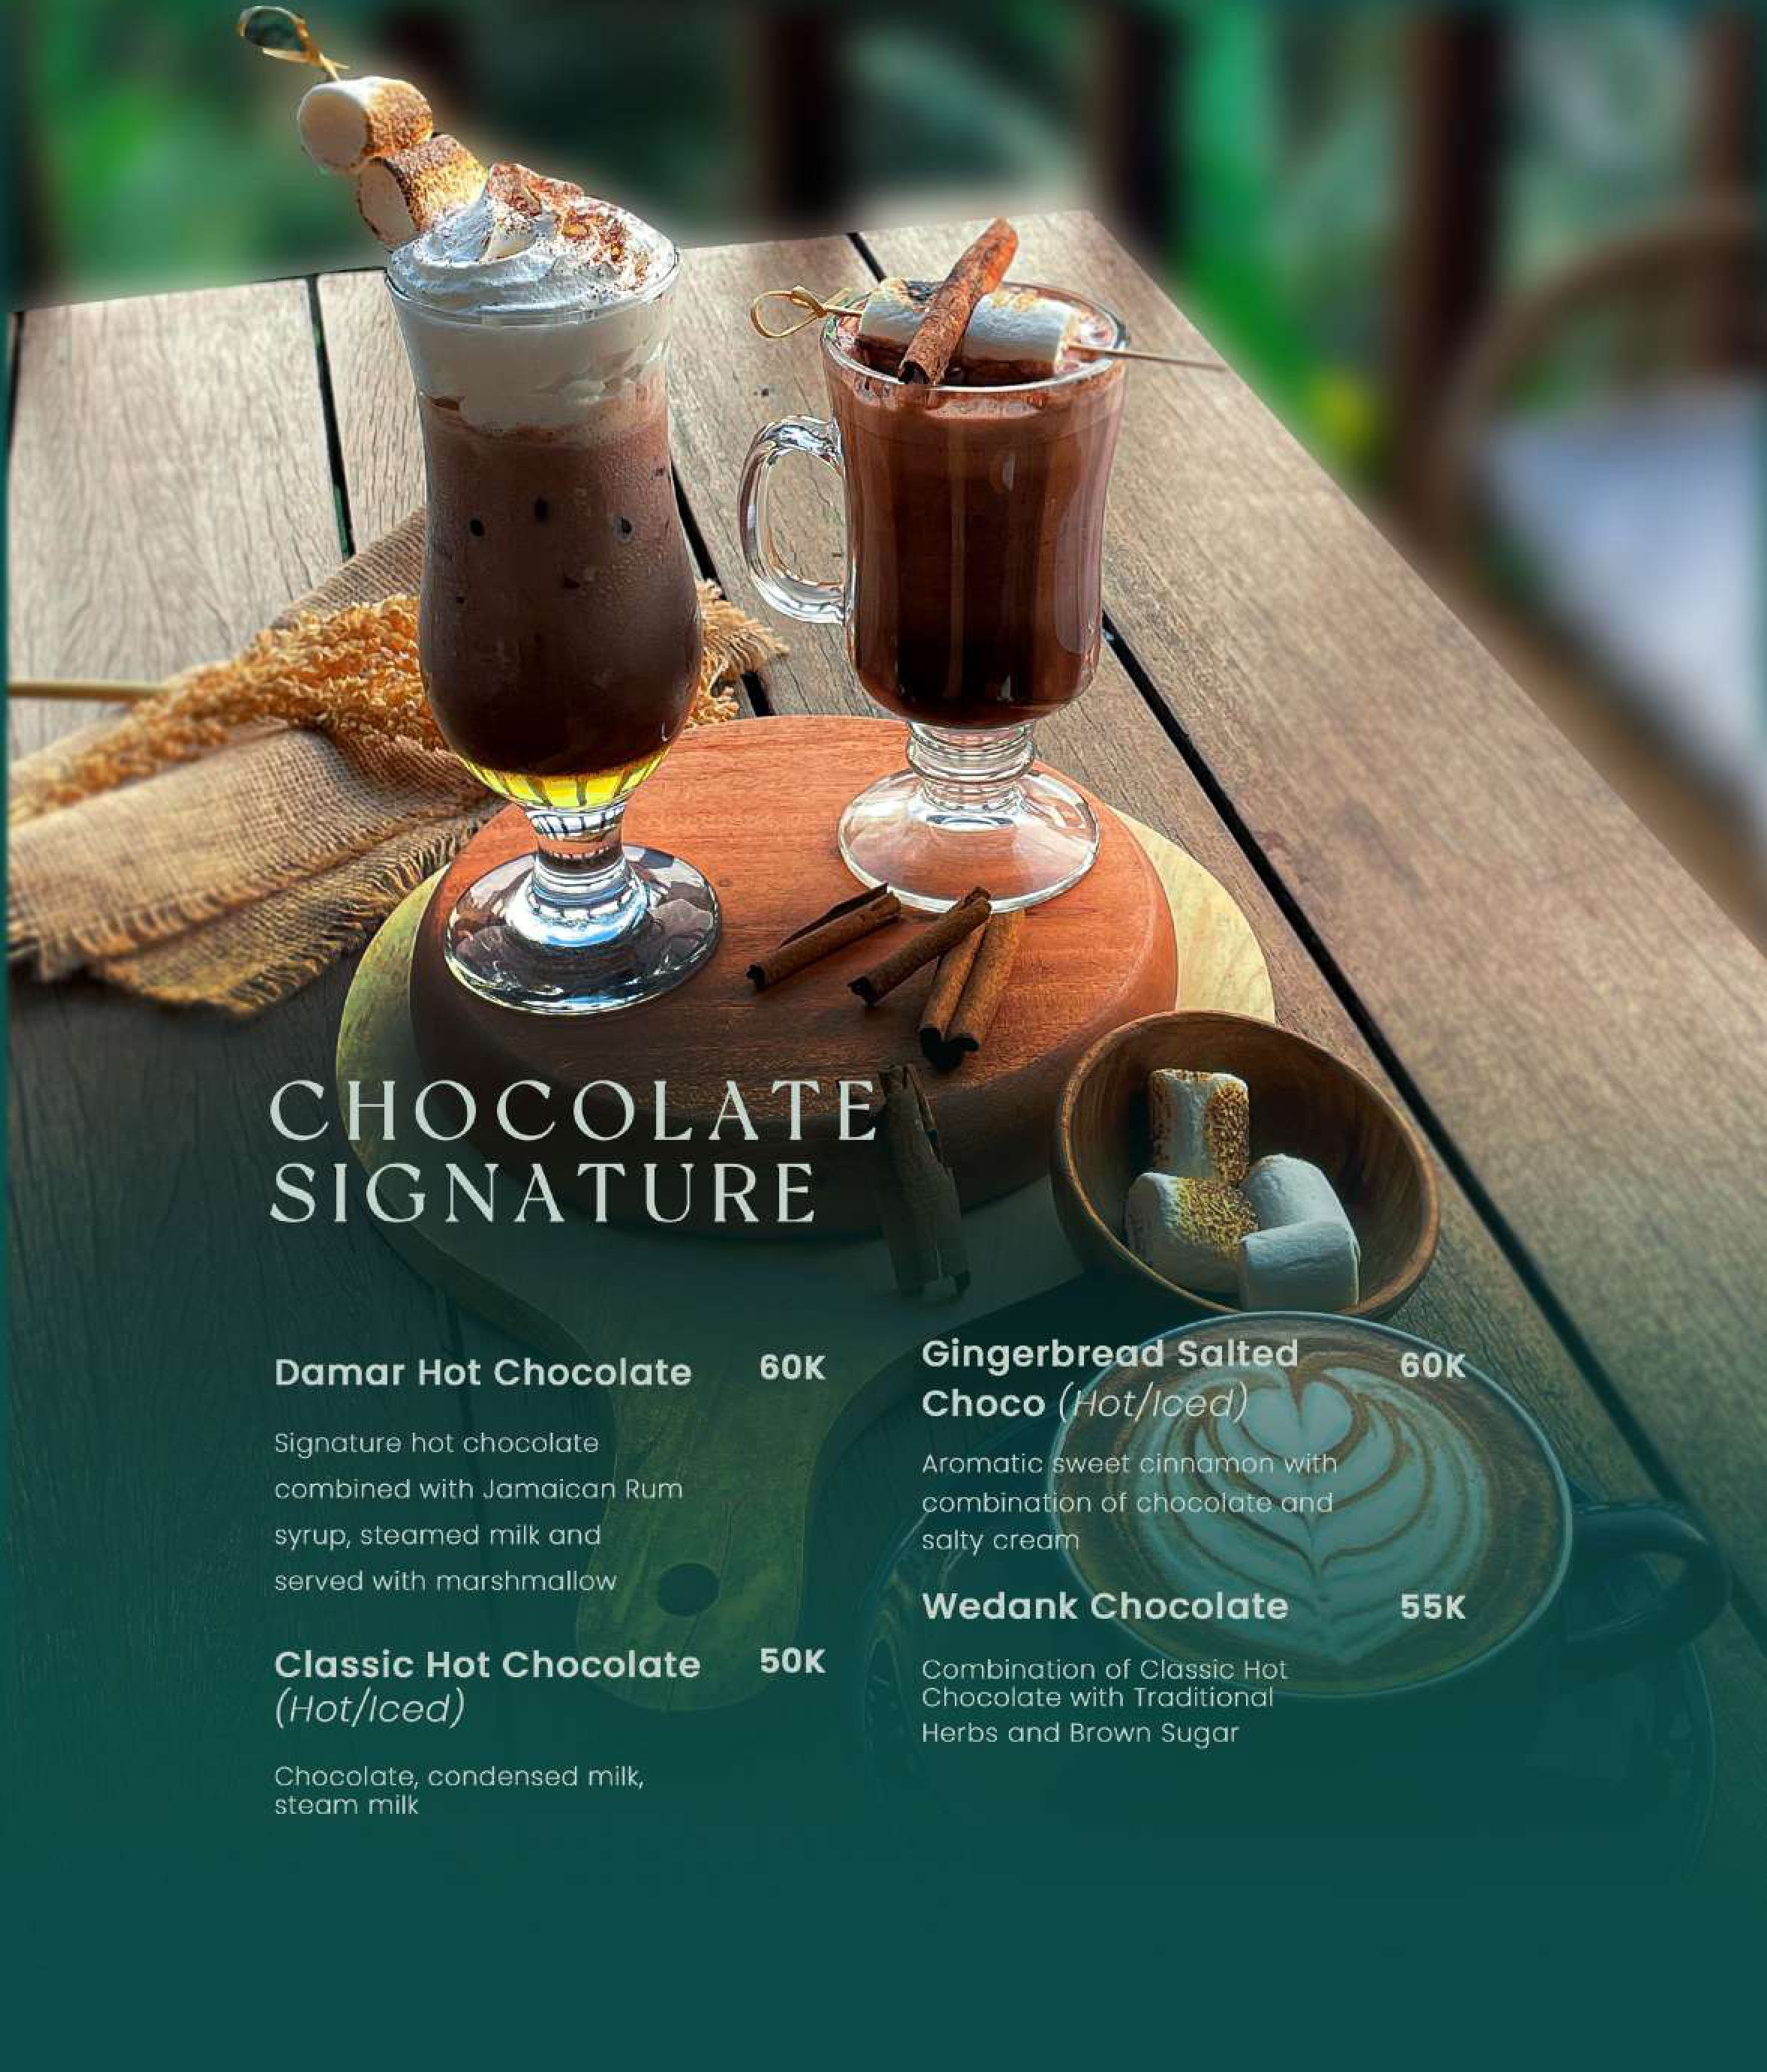 CHOCOLATE
SIGNATURE
Damar Hot Chocolate 60K
Signature hot chocolate
combined with Jamaican Rum
syrup, steamed milk and
served with marshmallow
Classic Hot Chocolate 50K
(Hot/Iced)
Chocolate, condensed milk,
steam milk
Gingerbread Salted 60K
Choco (Hot/Iced)
Aromatic sweet cinnamon with
combination of chocolate and
salty cream
Wedank Chocolate 55K
Combination of Classic Hot
Chocolate with Traditional
Herbs and Brown Sugar